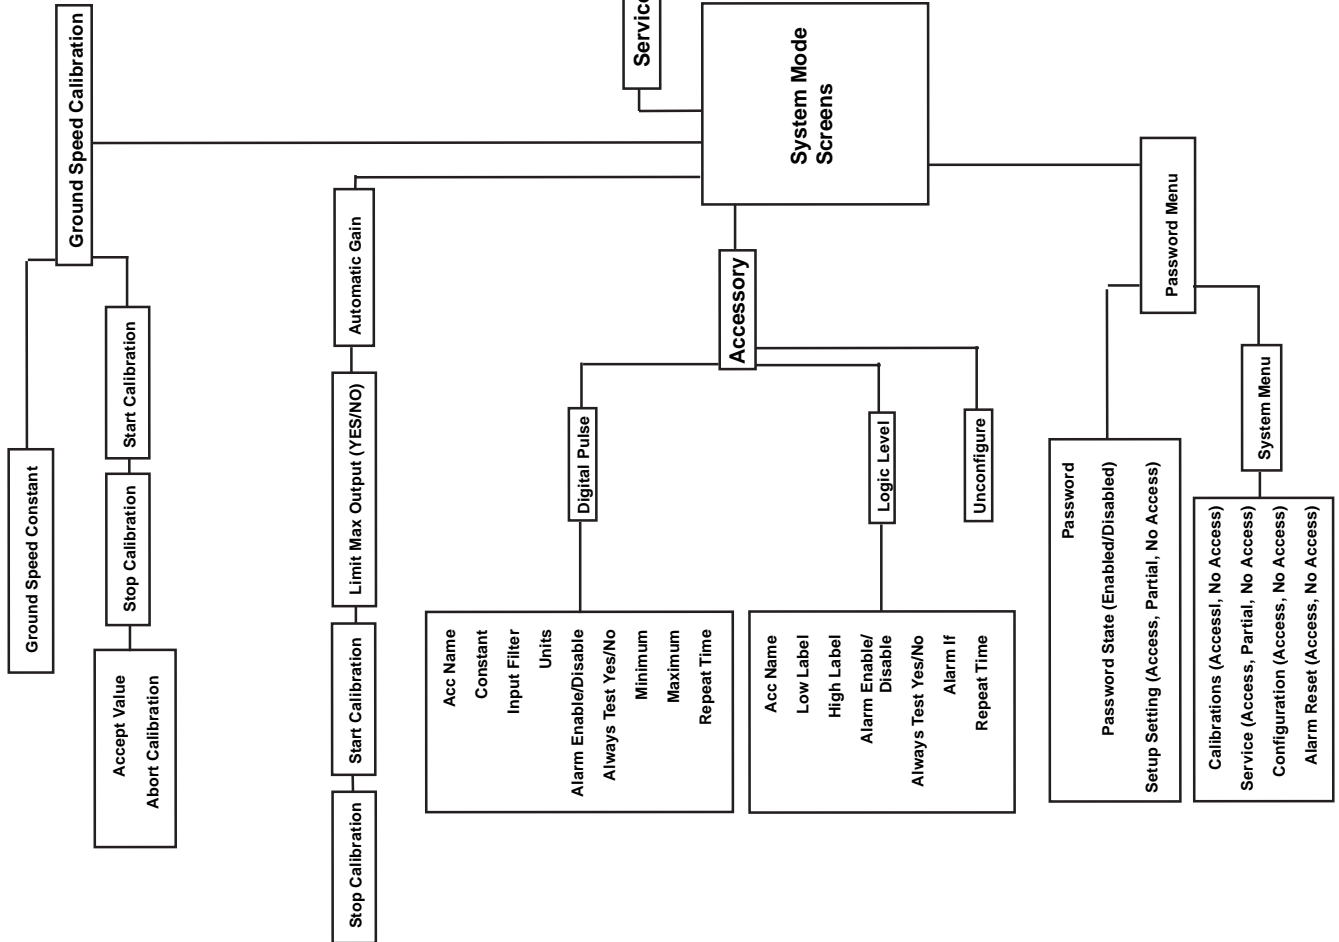 Ground Speed Constant
Ground Speed Calibration
Start Calibration
Stop Calibration
Accept Value
Abort Calibration
Automatic Gain
Limit Max Output (YES/NO)
Start Calibration
Stop Calibration
Service
System Mode
Screens
Accessory
Digital Pulse
Acc Name
Constant
Input Filter
Units
Alarm Enable/Disable
Always Test Yes/No
Minimum
Maximum
Repeat Time
Logic Level
Acc Name
Low Label
High Label
Alarm Enable/
Disable
Always Test Yes/No
Alarm If
Repeat Time
Unconfigure
Password Menu
Password
Password State (Enabled/Disabled)
Setup Setting (Access, Partial, No Access)
System Menu
Calibrations (Accessl, No Access)
Service (Access, Partial, No Access)
Configuration (Access, No Access)
Alarm Reset (Access, No Access)